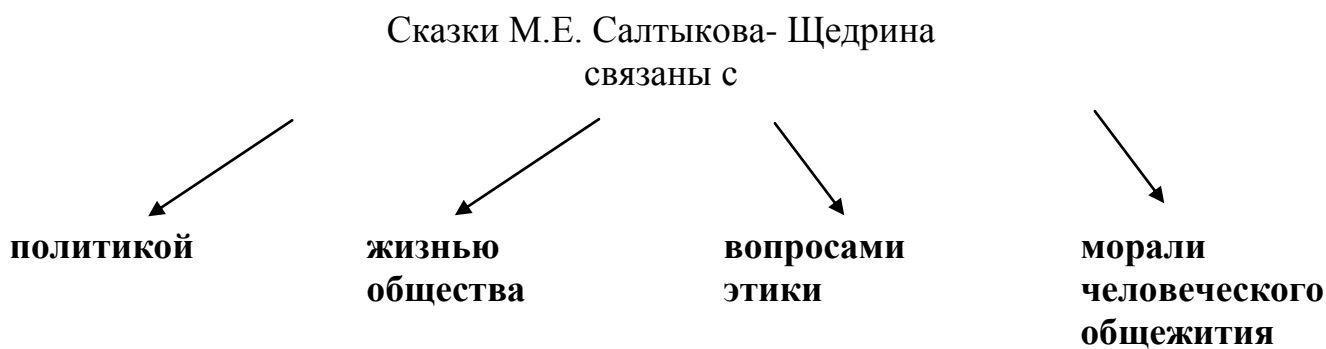 Сказки М.Е. Салтыкова- Щедрина
связаны с
политикой
жизнью
общества
вопросами
этики
морали
человеческого
общежития